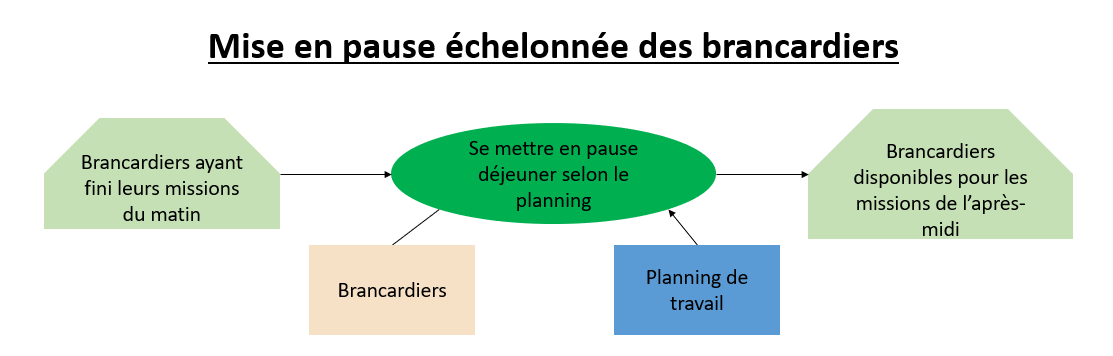 Mise en pause échelonnée des brancardiers
Brancardiers ayant
fini leurs missions
du matin
Se mettre en pause
déjeuner selon le
planning
Brancardiers
disponibles pour les
missions de l’après-
midi
Brancardiers
Planning de
travail